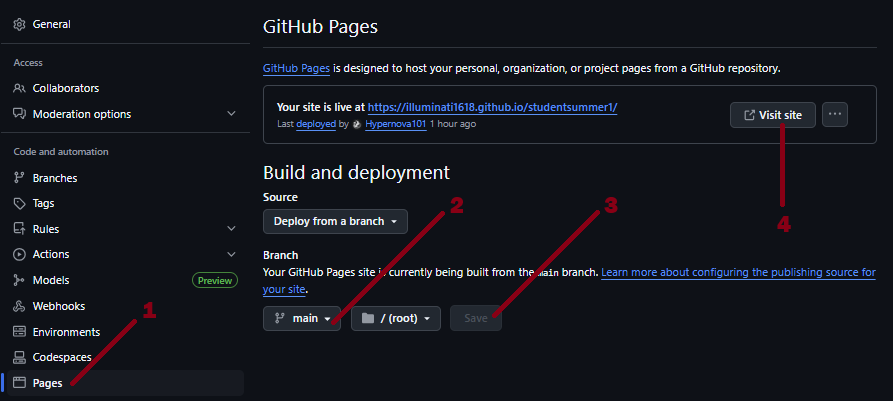 General
Access
Collaborators
Moderation options
Code and automation
Branches
Tags
Rules
Actions
Models Preview
Webhooks
Environments
Codespaces
Pages
1
GitHub Pages
GitHub Pages is designed to host your personal, organization, or project pages from a GitHub repository.
Your site is live at https://illuminati1618.github.io/studentsummer1/
Last deployed by Hypernova101 1 hour ago
Visit site
4
Build and deployment
Source
Deploy from a branch
2
3
Branch
Your GitHub Pages site is currently being built from the main branch. Learn more about configuring the publishing source for
your site.
main / (root) Save